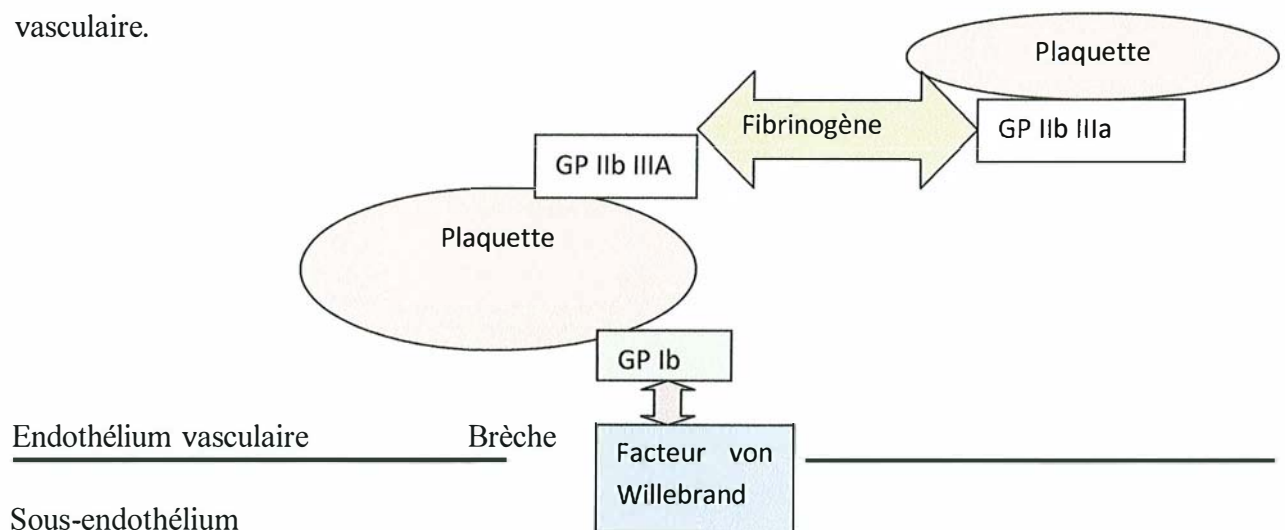 vasculaire.
Plaquette
Fibrinogène
GP IIb IIIa
GP IIb IIIA
Plaquette
GP Ib
Endothélium vasculaire
Brèche
Facteur von
Willebrand
Sous-endothélium